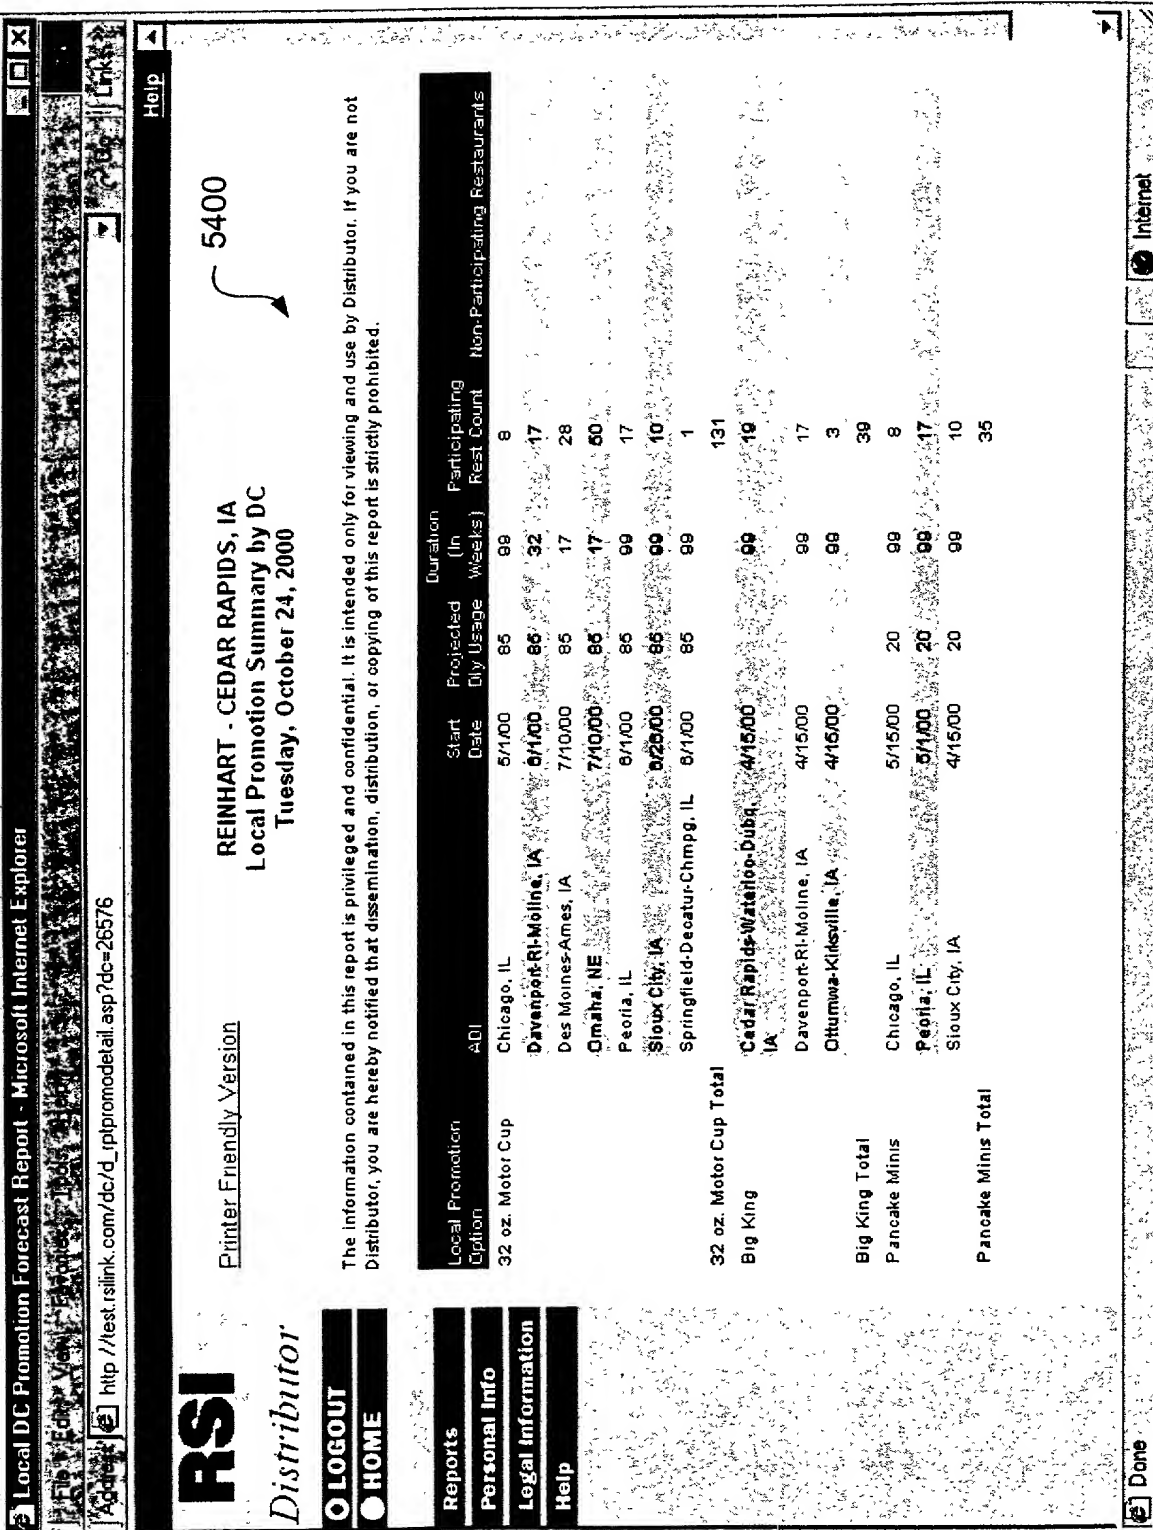 Local DC Promotion Forecast Report - Microsoft Internet Explorer
File Edit View Favorites Tools Help
Address http://test.rsilink.com/dc/d_rptpromodetail.asp?dc=26576 Go Links »
Help
RSI
Distributor
LOGOUT
HOME
Reports
Personal Info
Legal Information
Help
Printer Friendly Version
REINHART - CEDAR RAPIDS, IA
Local Promotion Summary by DC
Tuesday, October 24, 2000
5400
The information contained in this report is privileged and confidential. It is intended only for viewing and use by Distributor. If you are not
Distributor, you are hereby notified that dissemination, distribution, or copying of this report is strictly prohibited.
Local Promotion Option ADI Start Date Projected Dly Usage Duration (In Weeks) Participating Rest Count Non-Participating Restaurants
32 oz. Motor Cup Chicago, IL 5/1/00 85 99 8
Davenport-RI-Moline, IA 5/1/00 85 32 17
Des Moines-Ames, IA 7/10/00 85 17 28
Omaha, NE 7/10/00 85 17 50
Peoria, IL 6/1/00 85 99 17
Sioux City, IA 85 99 10
Springfield-Decatur-Chmpg, IL 6/1/00 85 99 1
32 oz. Motor Cup Total 131
Big King Cedar Rapids-Waterloo-Dubq, IA 4/15/00 99 19
Davenport-RI-Moline, IA 4/15/00 99 17
Ottumwa-Kirksville, IA 4/15/00 99 3
Big King Total 39
Pancake Minis Chicago, IL 5/15/00 20 99 8
Peoria, IL 5/1/00 20 99 17
Sioux City, IA 4/15/00 20 99 10
Pancake Minis Total 35
Done Internet